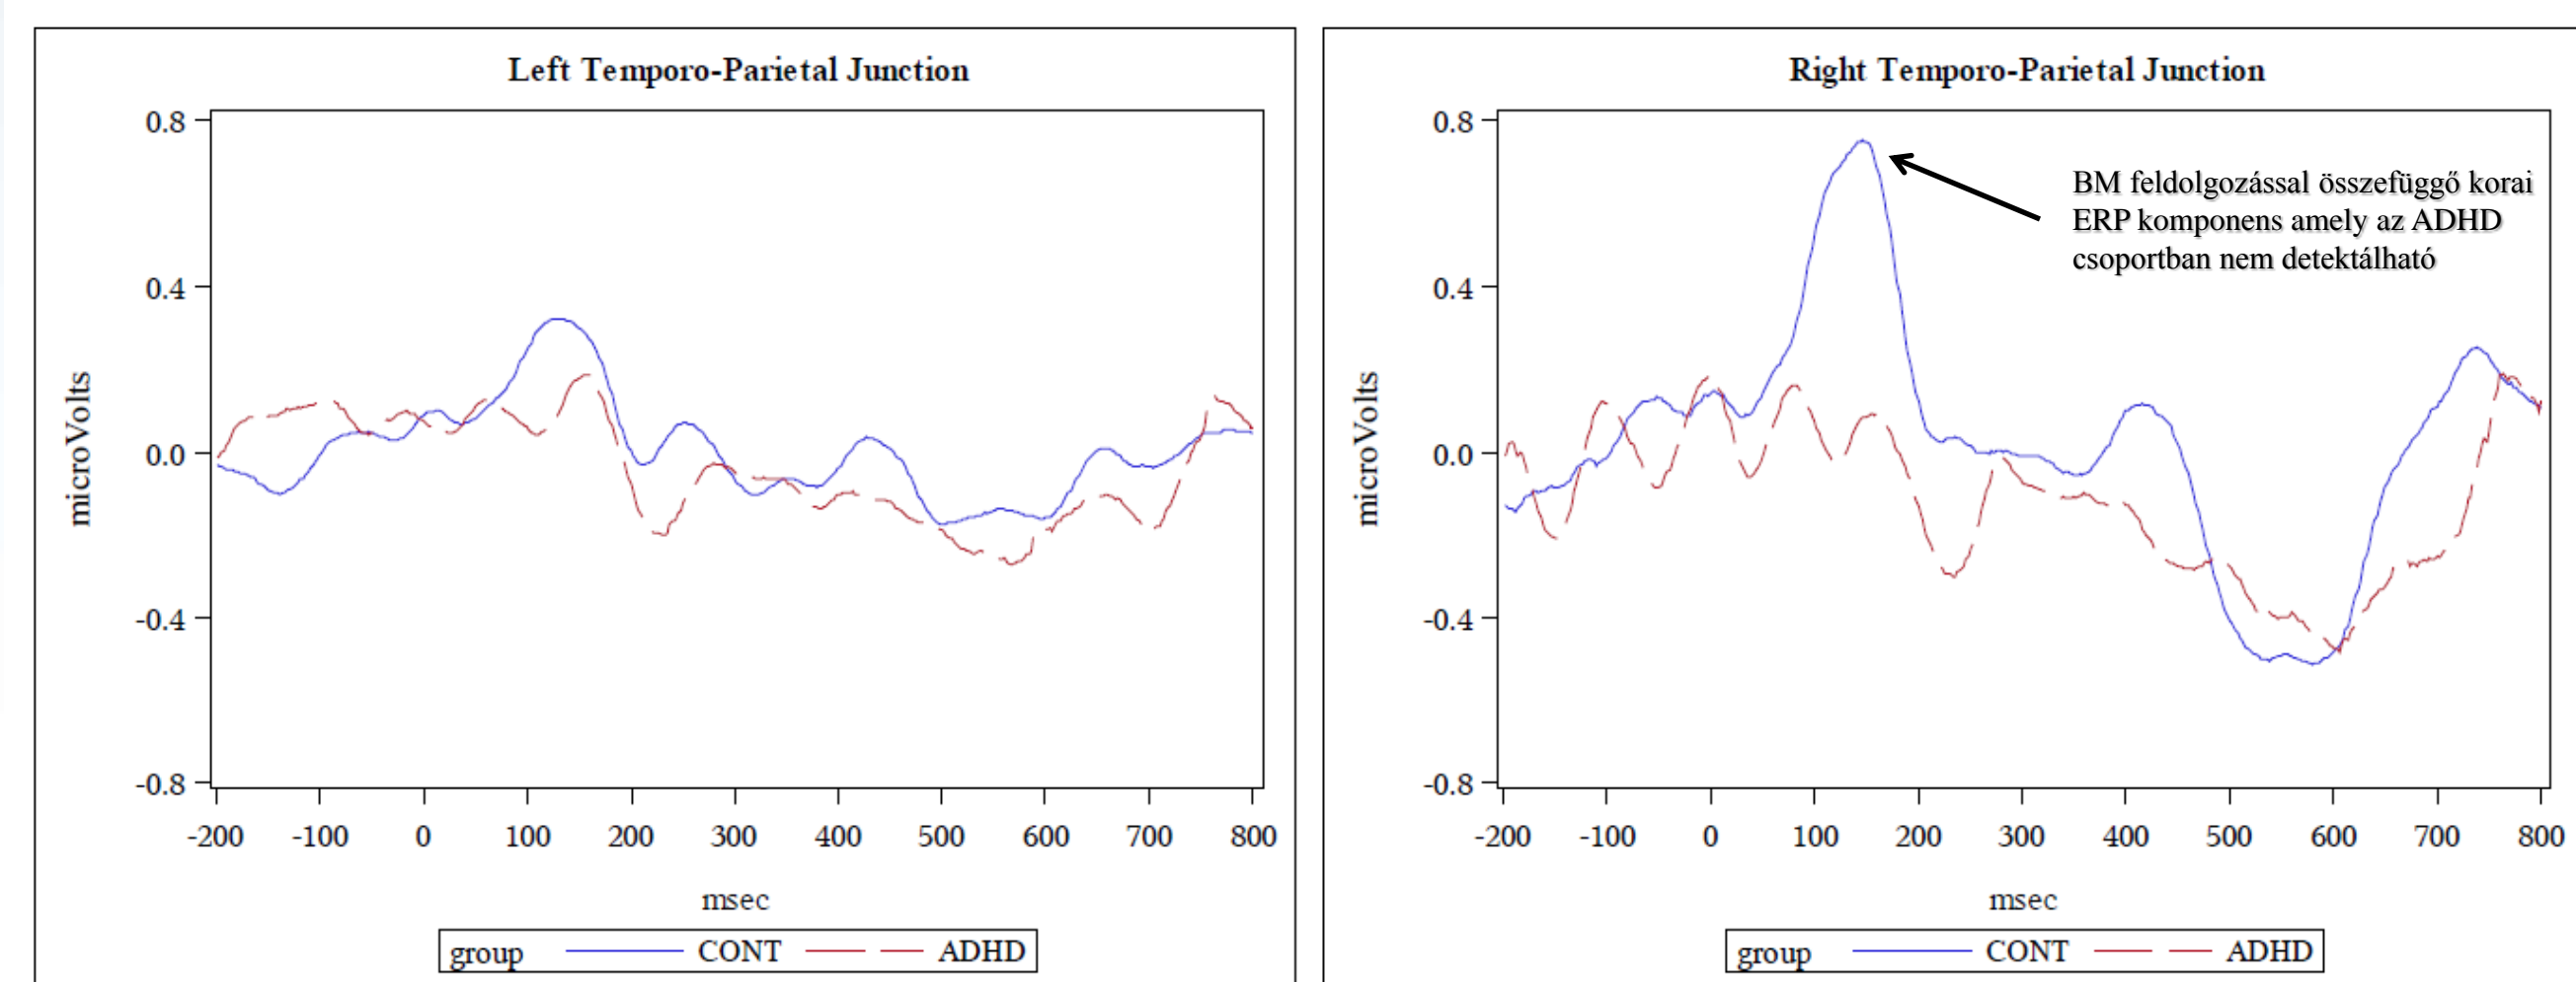 Left Temporo-Parietal Junction
0.8
0.4
0.0
-0.4
-0.8
microVolts
-200 -100 0 100 200 300 400 500 600 700 800
msec
group CONT ADHD
Right Temporo-Parietal Junction
BM feldolgozással összefüggő korai
ERP komponens amely az ADHD
csoportban nem detektálható
0.8
0.4
0.0
-0.4
-0.8
microVolts
-200 -100 0 100 200 300 400 500 600 700 800
msec
group CONT ADHD